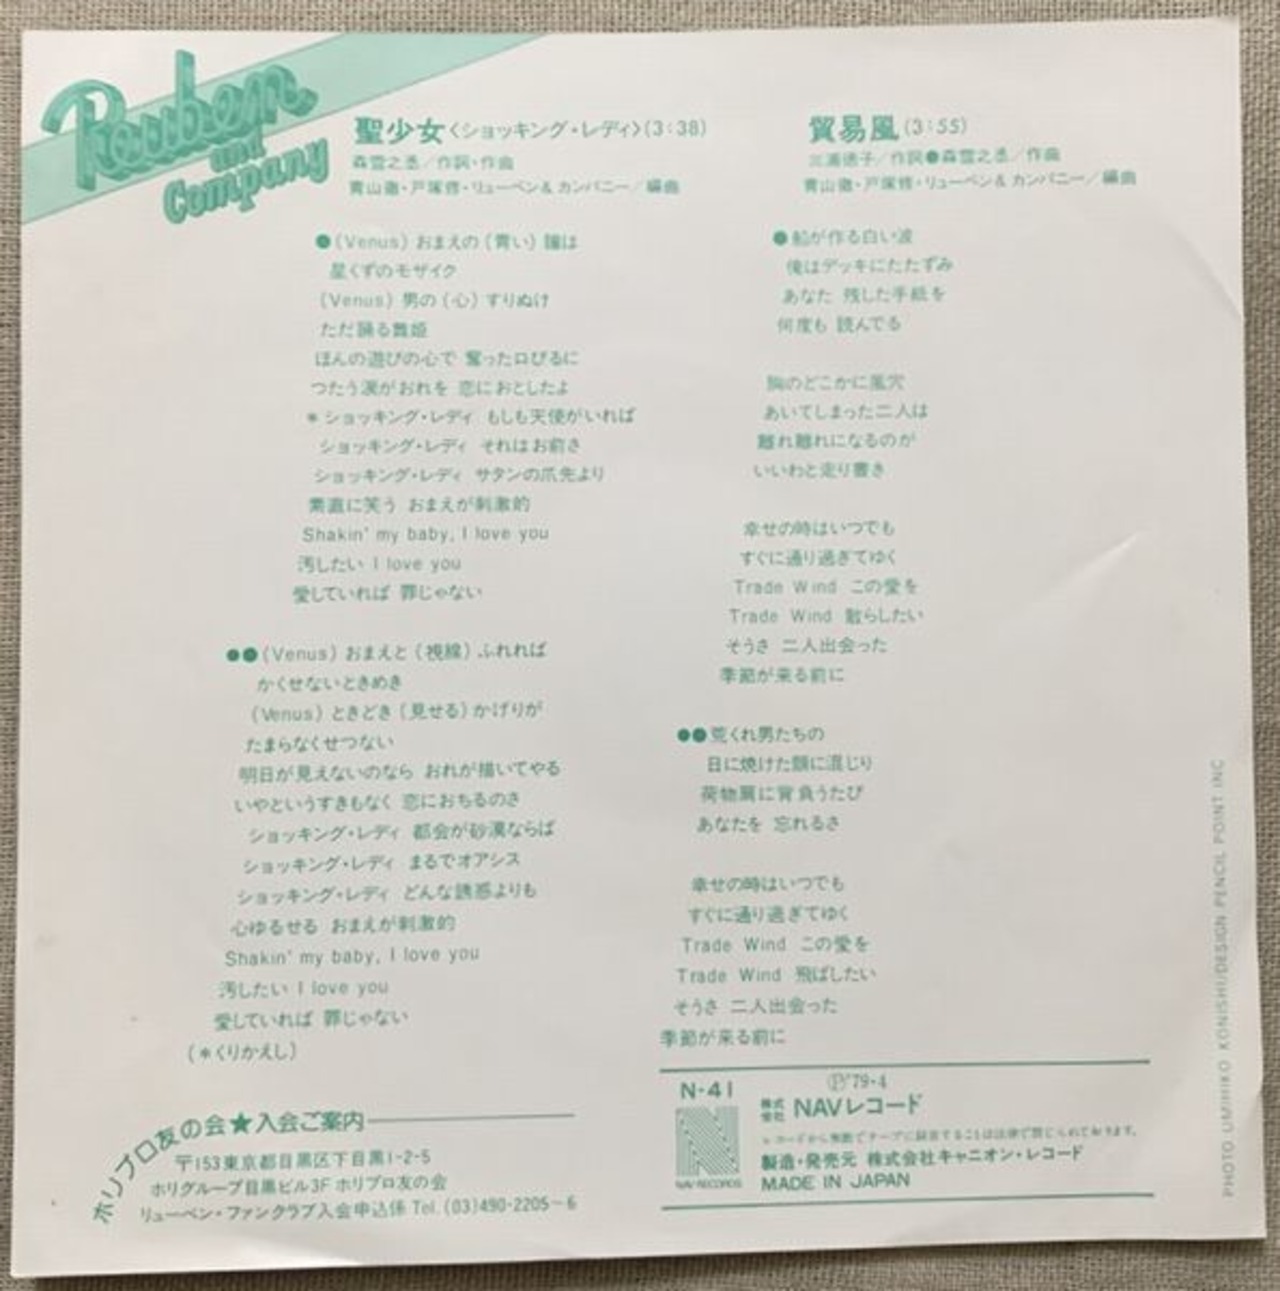 Reuben
and
Company
聖少女〈ショッキング・レディ〉(3:38)
森雪之丞／作詞・作曲
青山徹・戸塚修・リューベン&カンパニー／編曲
●(Venus) おまえの (青い) 瞳は
星くずのモザイク
(Venus) 男の (心) すりぬけ
ただ踊る舞姫
ほんの遊びの心で 奪った口びるに
つたう涙がおれを 恋におとしたよ
＊ショッキング・レディ もしも天使がいれば
ショッキング・レディ それはお前さ
ショッキング・レディ サタンの爪先より
素直に笑う おまえが刺激的
Shakin' my baby, I love you
汚したい I love you
愛していれば 罪じゃない
●●(Venus) おまえと (視線) ふれれば
かくせないときめき
(Venus) ときどき (見せる) かげりが
たまらなくせつない
明日が見えないのなら おれが描いてやる
いやというすきもなく 恋におちるのさ
ショッキング・レディ 都会が砂漠ならば
ショッキング・レディ まるでオアシス
ショッキング・レディ どんな誘惑よりも
心ゆるせる おまえが刺激的
Shakin' my baby, I love you
汚したい I love you
愛していれば 罪じゃない
(＊くりかえし)
貿易風(3:55)
三浦徳子／作詞●森雪之丞／作曲
青山徹・戸塚修・リューベン&カンパニー／編曲
●船が作る白い波
俺はデッキにたたずみ
あなた 残した手紙を
何度も 読んでる
胸のどこかに風穴
あいてしまった二人は
離れ離れになるのが
いいわと走り書き
幸せの時はいつでも
すぐに通り過ぎてゆく
Trade Wind この愛を
Trade Wind 散らしたい
そうさ 二人出会った
季節が来る前に
●●荒くれ男たちの
日に焼けた顔に混じり
荷物肩に背負うたび
あなたを 忘れるさ
幸せの時はいつでも
すぐに通り過ぎてゆく
Trade Wind この愛を
Trade Wind 飛ばしたい
そうさ 二人出会った
季節が来る前に
ホリプロ友の会★入会ご案内
〒153東京都目黒区下目黒1-2-5
ホリグループ目黒ビル3F ホリプロ友の会
リューベン・ファンクラブ入会申込係 Tel. (03)490-2205～6
N-41
NAV RECORDS
Ⓟ'79・4
株式会社 NAVレコード
レコードから無断でテープに録音することは法律で禁じられております。
製造・発売元 株式会社キャニオン・レコード
MADE IN JAPAN
PHOTO UMIHIKO KONISHI/DESIGN PENCIL POINT INC